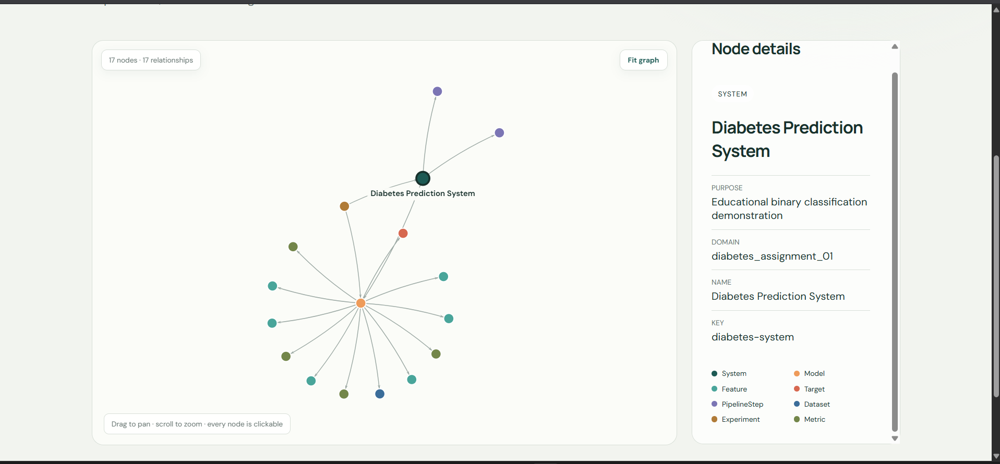 17 nodes · 17 relationships
Fit graph
Diabetes Prediction System
Drag to pan · scroll to zoom · every node is clickable
Node details
SYSTEM
Diabetes Prediction
System
PURPOSE
Educational binary classification
demonstration
DOMAIN
diabetes_assignment_01
NAME
Diabetes Prediction System
KEY
diabetes-system
System
Model
Feature
Target
PipelineStep
Dataset
Experiment
Metric